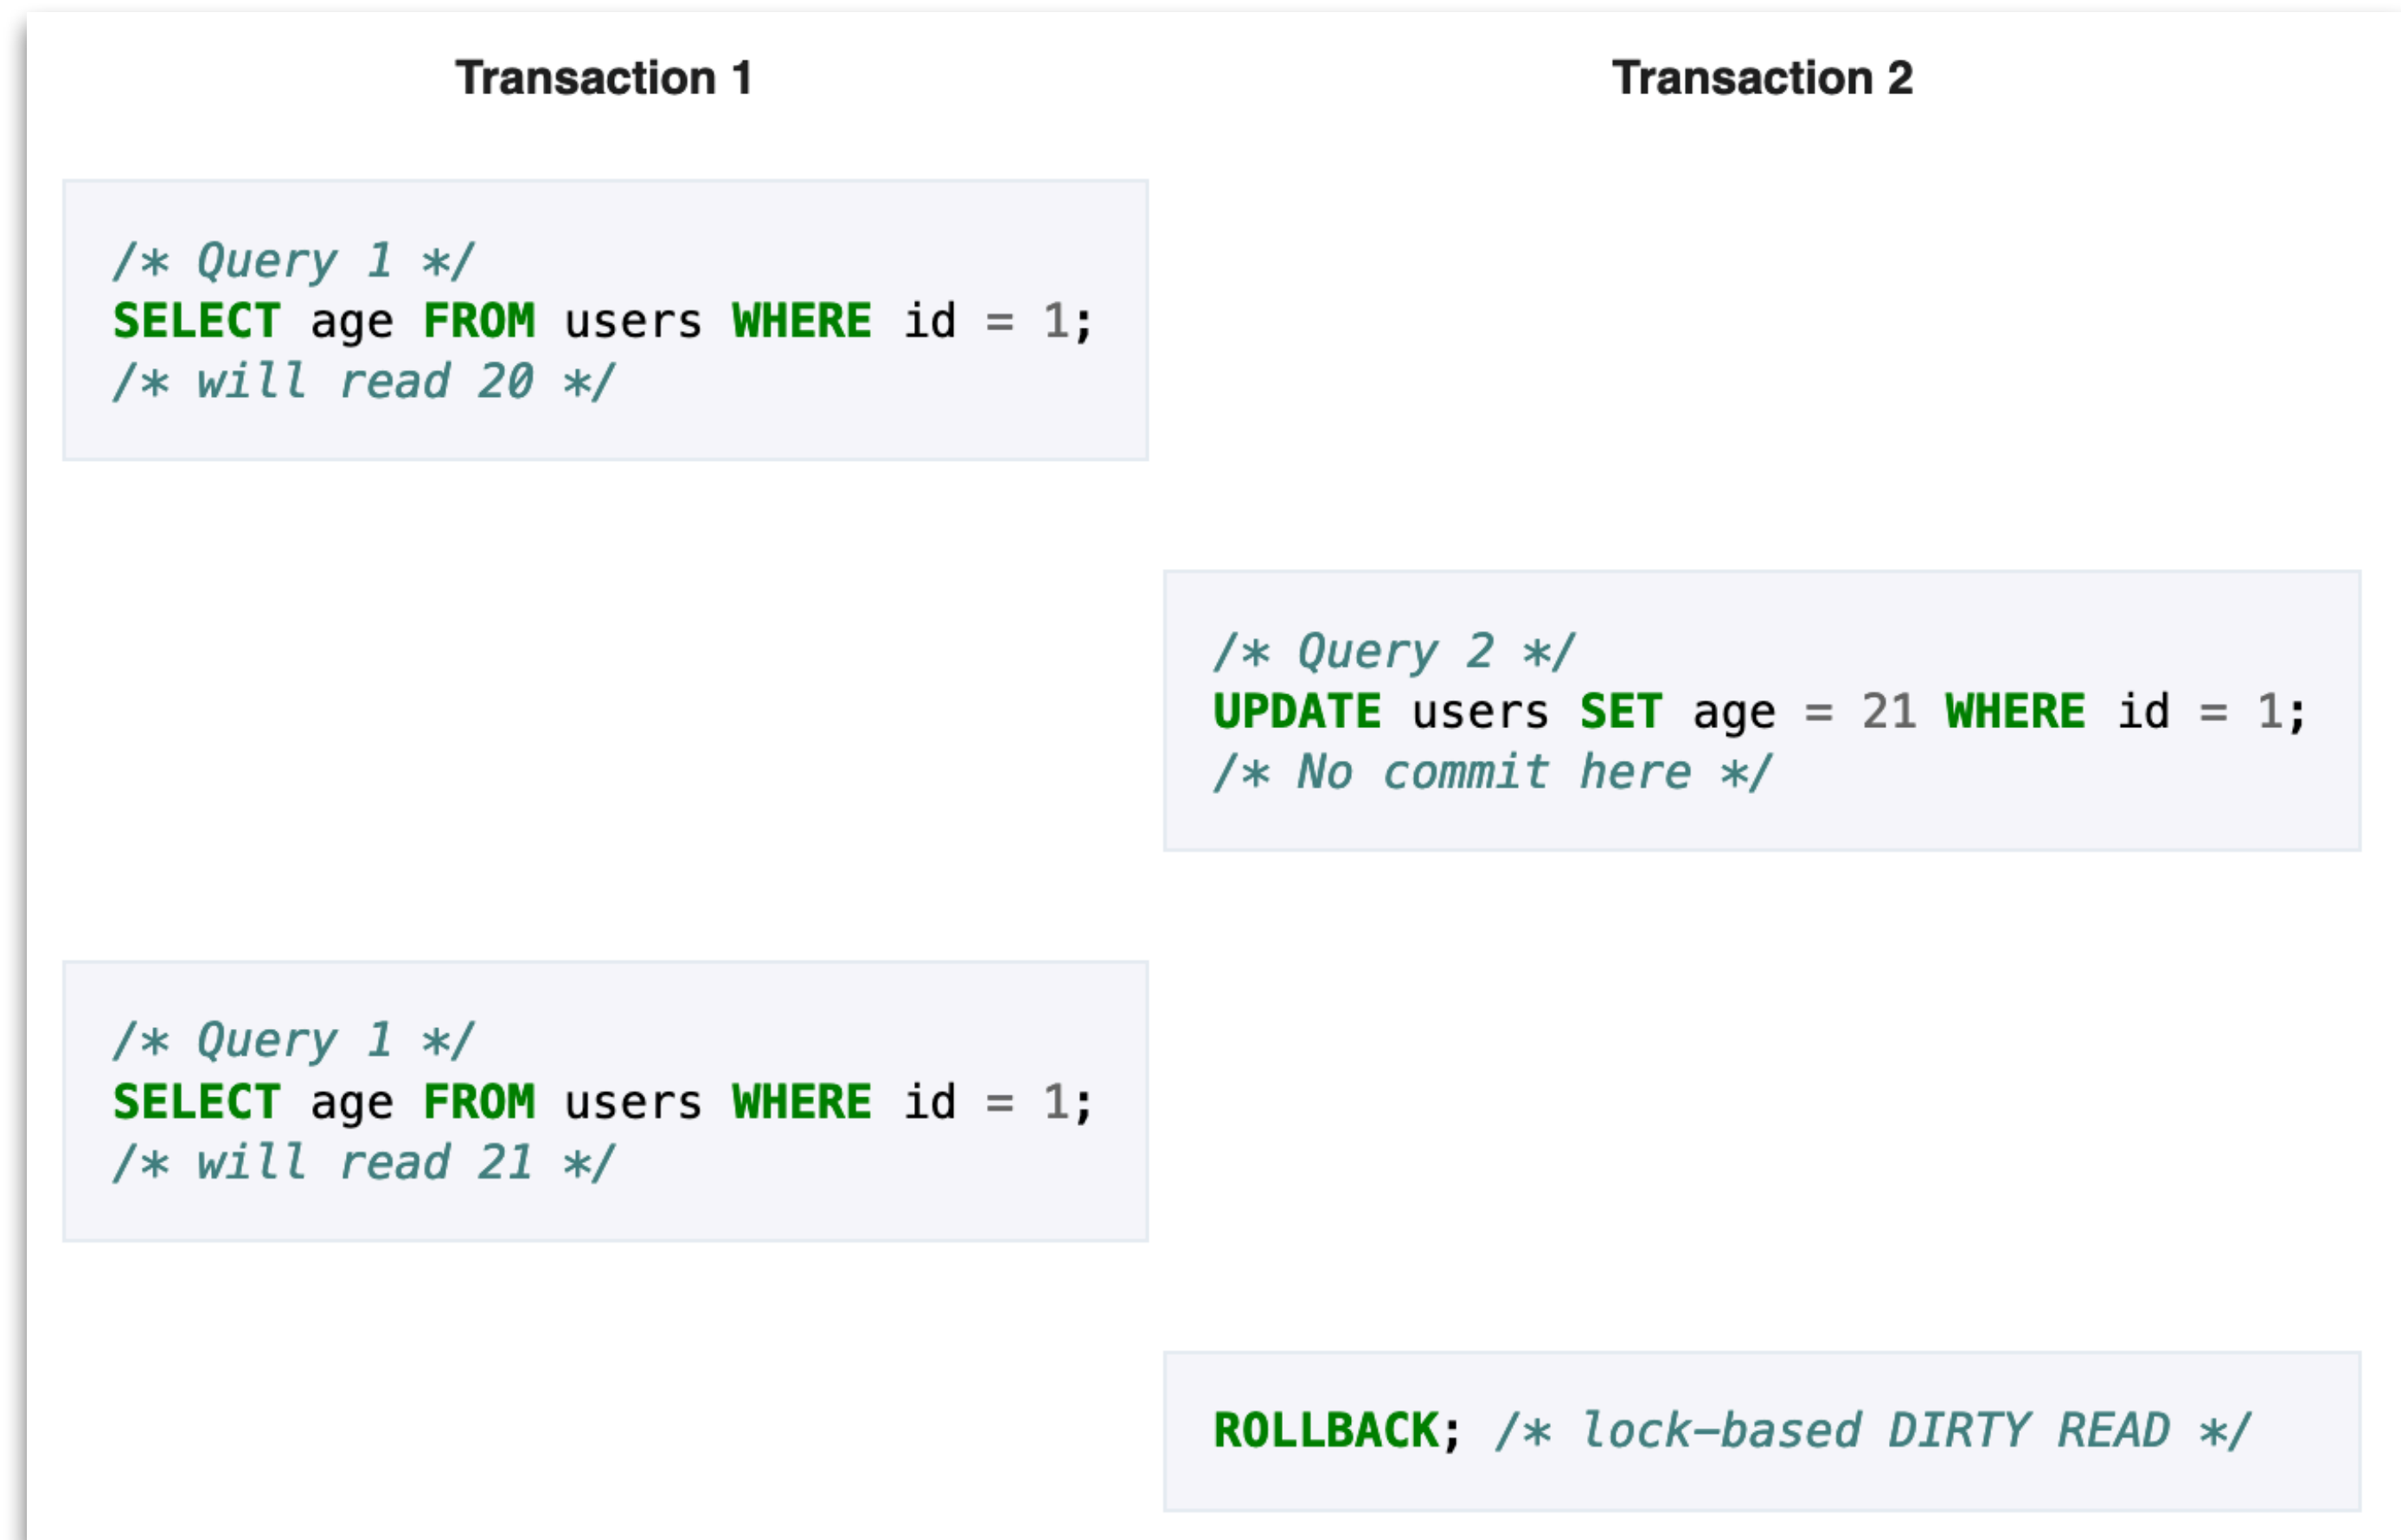 Transaction 1
Transaction 2
/* Query 1 */
SELECT age FROM users WHERE id = 1;
/* will read 20 */
/* Query 2 */
UPDATE users SET age = 21 WHERE id = 1;
/* No commit here */
/* Query 1 */
SELECT age FROM users WHERE id = 1;
/* will read 21 */
ROLLBACK; /* lock-based DIRTY READ */